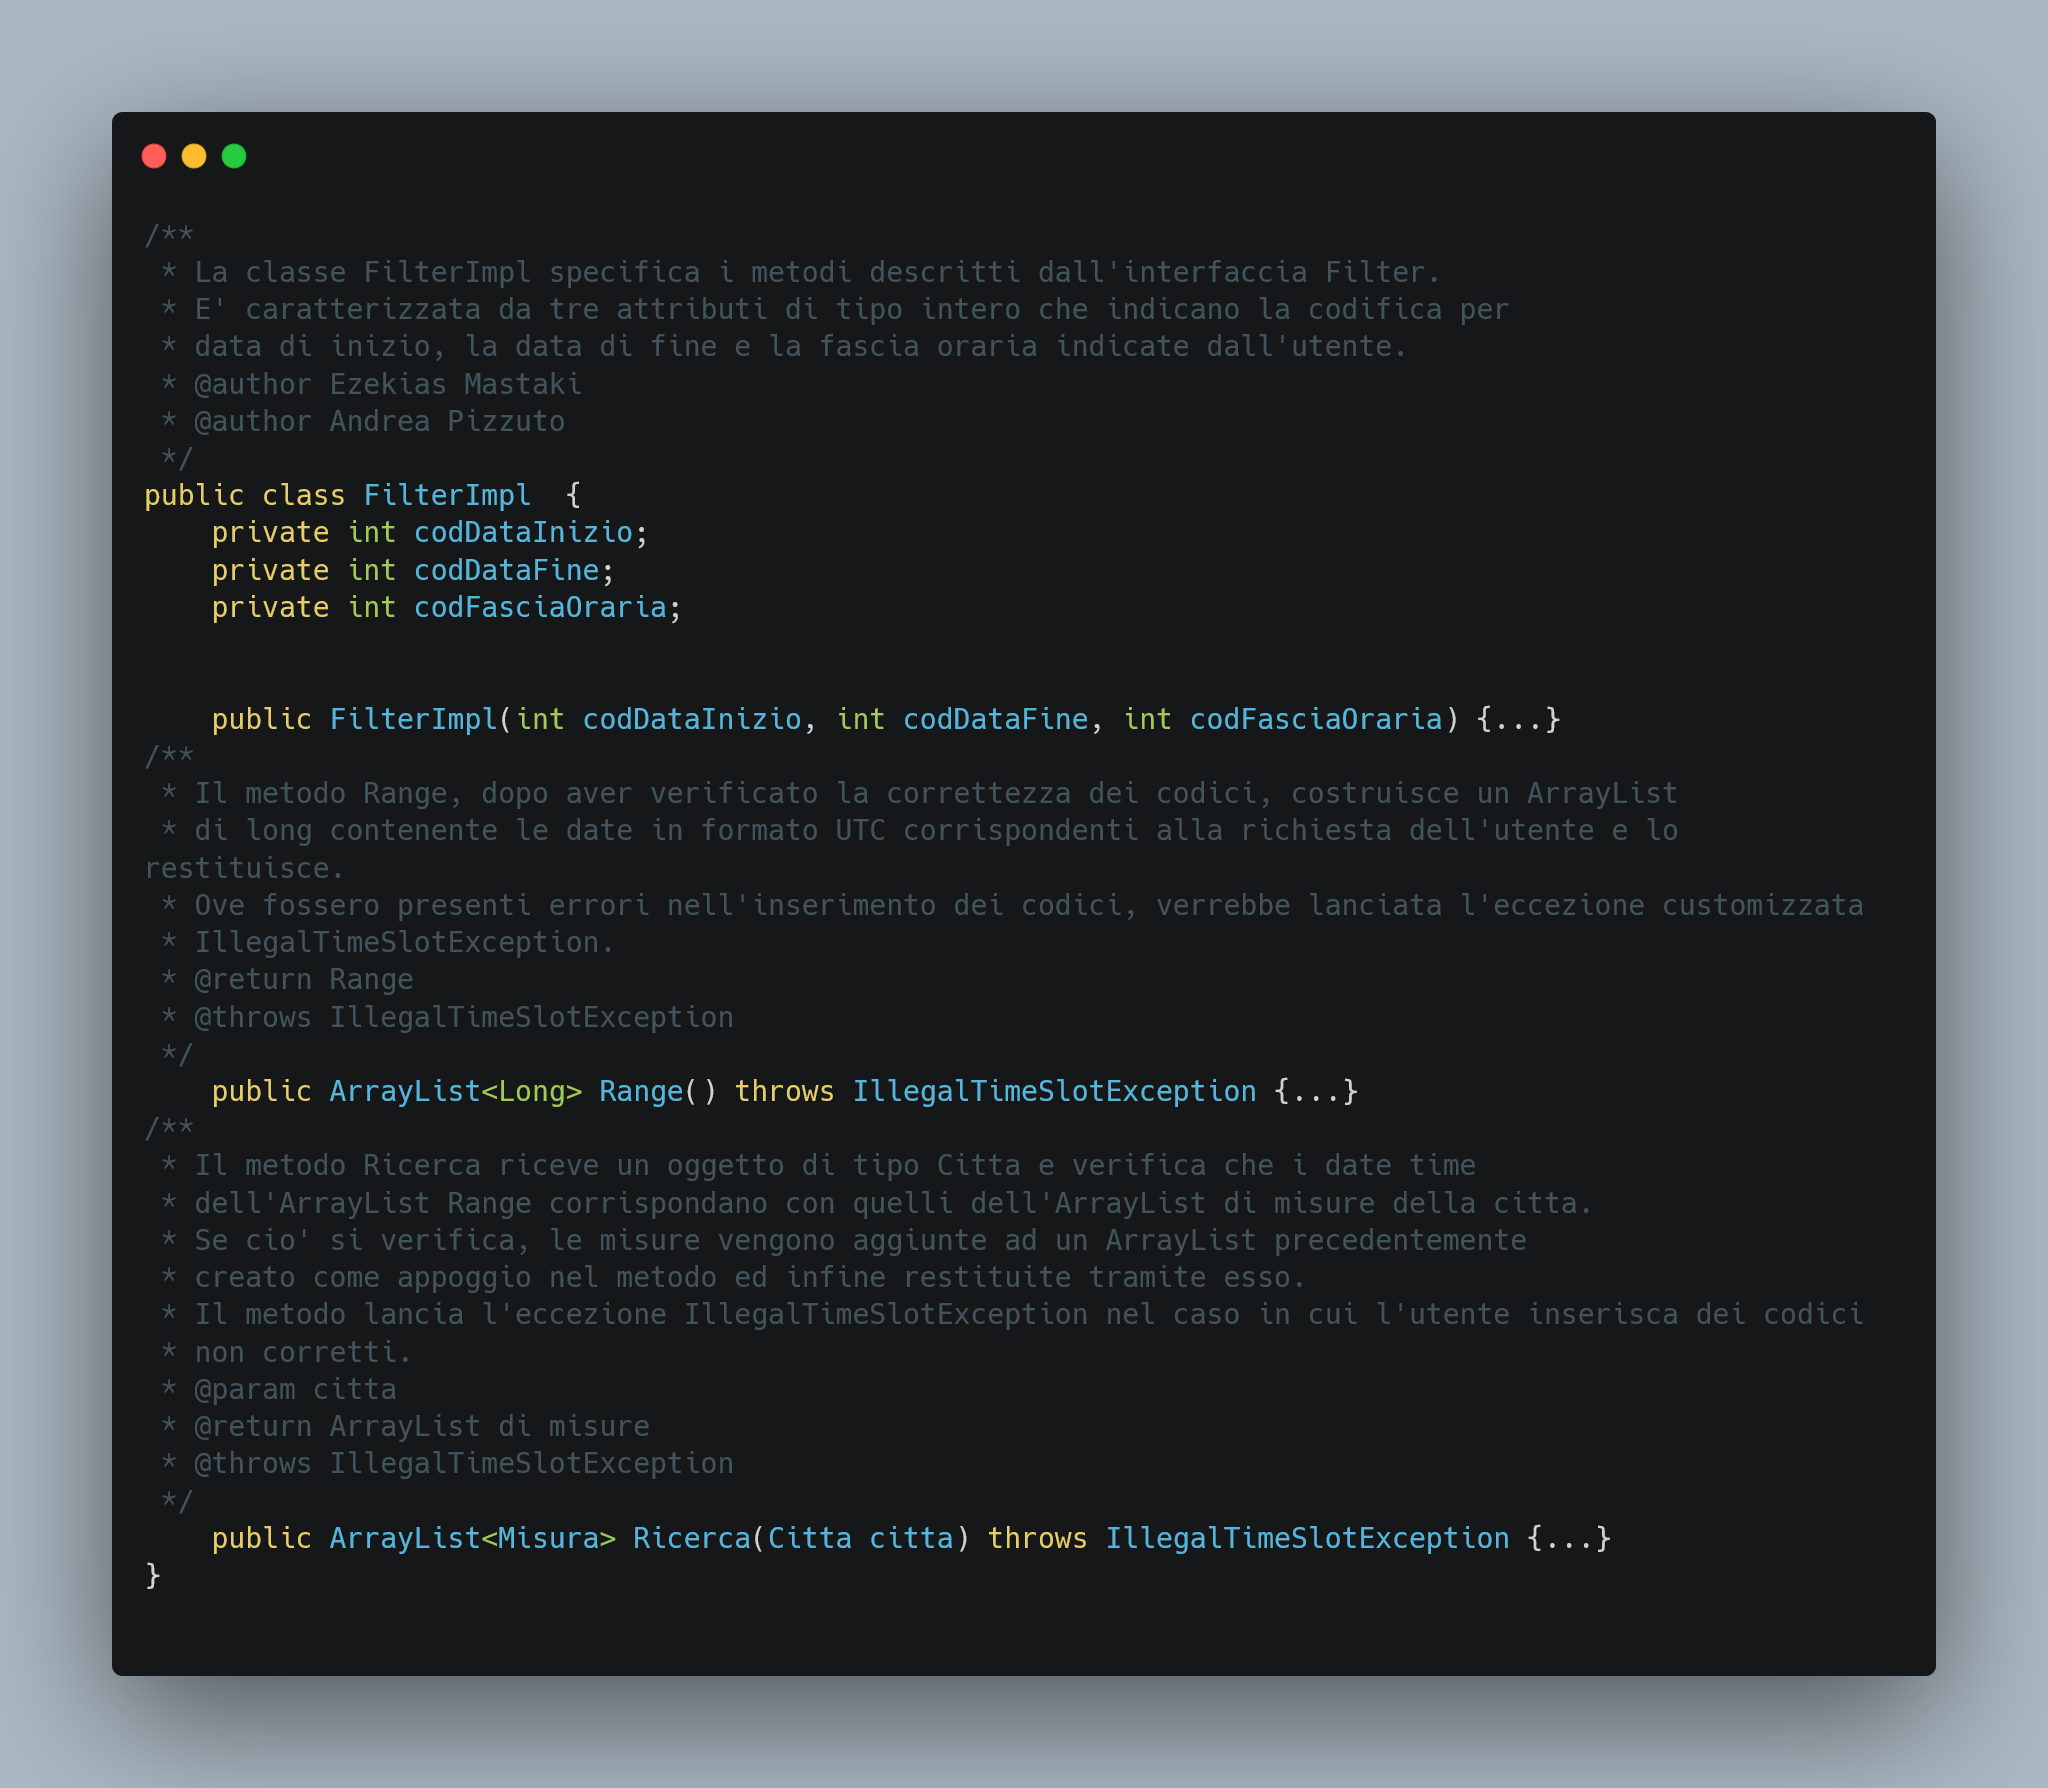 /**
 * La classe FilterImpl specifica i metodi descritti dall'interfaccia Filter.
 * E' caratterizzata da tre attributi di tipo intero che indicano la codifica per
 * data di inizio, la data di fine e la fascia oraria indicate dall'utente.
 * @author Ezekias Mastaki
 * @author Andrea Pizzuto
 */
public class FilterImpl  {
    private int codDataInizio;
    private int codDataFine;
    private int codFasciaOraria;
    public FilterImpl(int codDataInizio, int codDataFine, int codFasciaOraria) {...}
/**
 * Il metodo Range, dopo aver verificato la correttezza dei codici, costruisce un ArrayList
 * di long contenente le date in formato UTC corrispondenti alla richiesta dell'utente e lo
restituisce.
 * Ove fossero presenti errori nell'inserimento dei codici, verrebbe lanciata l'eccezione customizzata
 * IllegalTimeSlotException.
 * @return Range
 * @throws IllegalTimeSlotException
 */
    public ArrayList<Long> Range() throws IllegalTimeSlotException {...}
/**
 * Il metodo Ricerca riceve un oggetto di tipo Citta e verifica che i date time
 * dell'ArrayList Range corrispondano con quelli dell'ArrayList di misure della citta.
 * Se cio' si verifica, le misure vengono aggiunte ad un ArrayList precedentemente
 * creato come appoggio nel metodo ed infine restituite tramite esso.
 * Il metodo lancia l'eccezione IllegalTimeSlotException nel caso in cui l'utente inserisca dei codici
 * non corretti.
 * @param citta
 * @return ArrayList di misure
 * @throws IllegalTimeSlotException
 */
    public ArrayList<Misura> Ricerca(Citta citta) throws IllegalTimeSlotException {...}
}